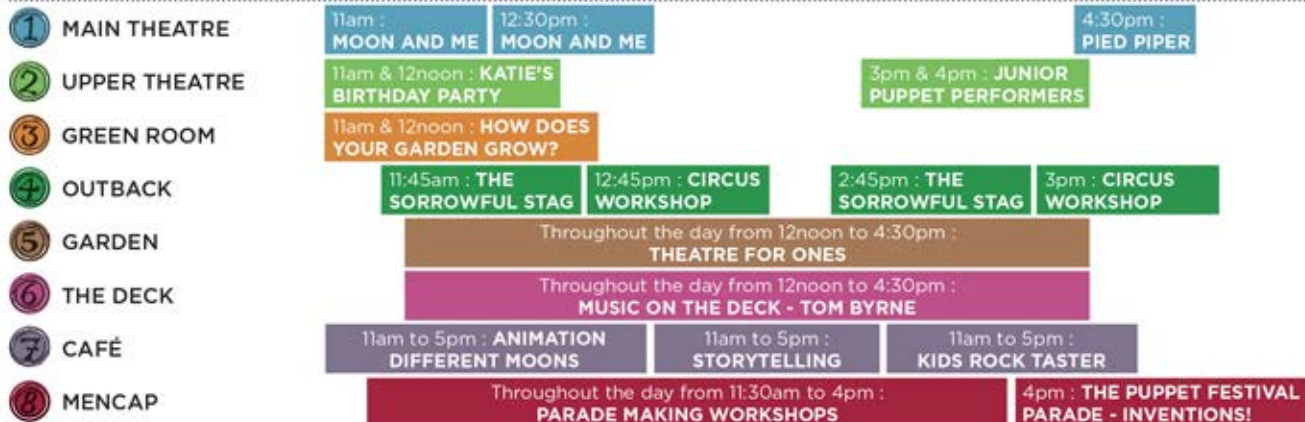 1 MAIN THEATRE
11am :
MOON AND ME
12:30pm :
MOON AND ME
4:30pm :
PIED PIPER
2 UPPER THEATRE
11am & 12noon : KATIE'S
BIRTHDAY PARTY
3pm & 4pm : JUNIOR
PUPPET PERFORMERS
3 GREEN ROOM
11am & 12noon : HOW DOES
YOUR GARDEN GROW?
4 OUTBACK
11:45am : THE
SORROWFUL STAG
12:45pm : CIRCUS
WORKSHOP
2:45pm : THE
SORROWFUL STAG
3pm : CIRCUS
WORKSHOP
5 GARDEN
Throughout the day from 12noon to 4:30pm :
THEATRE FOR ONES
6 THE DECK
Throughout the day from 12noon to 4:30pm :
MUSIC ON THE DECK - TOM BYRNE
7 CAFÉ
11am to 5pm : ANIMATION
DIFFERENT MOONS
11am to 5pm :
STORYTELLING
11am to 5pm :
KIDS ROCK TASTER
8 MENCAP
Throughout the day from 11:30am to 4pm :
PARADE MAKING WORKSHOPS
4pm : THE PUPPET FESTIVAL
PARADE - INVENTIONS!